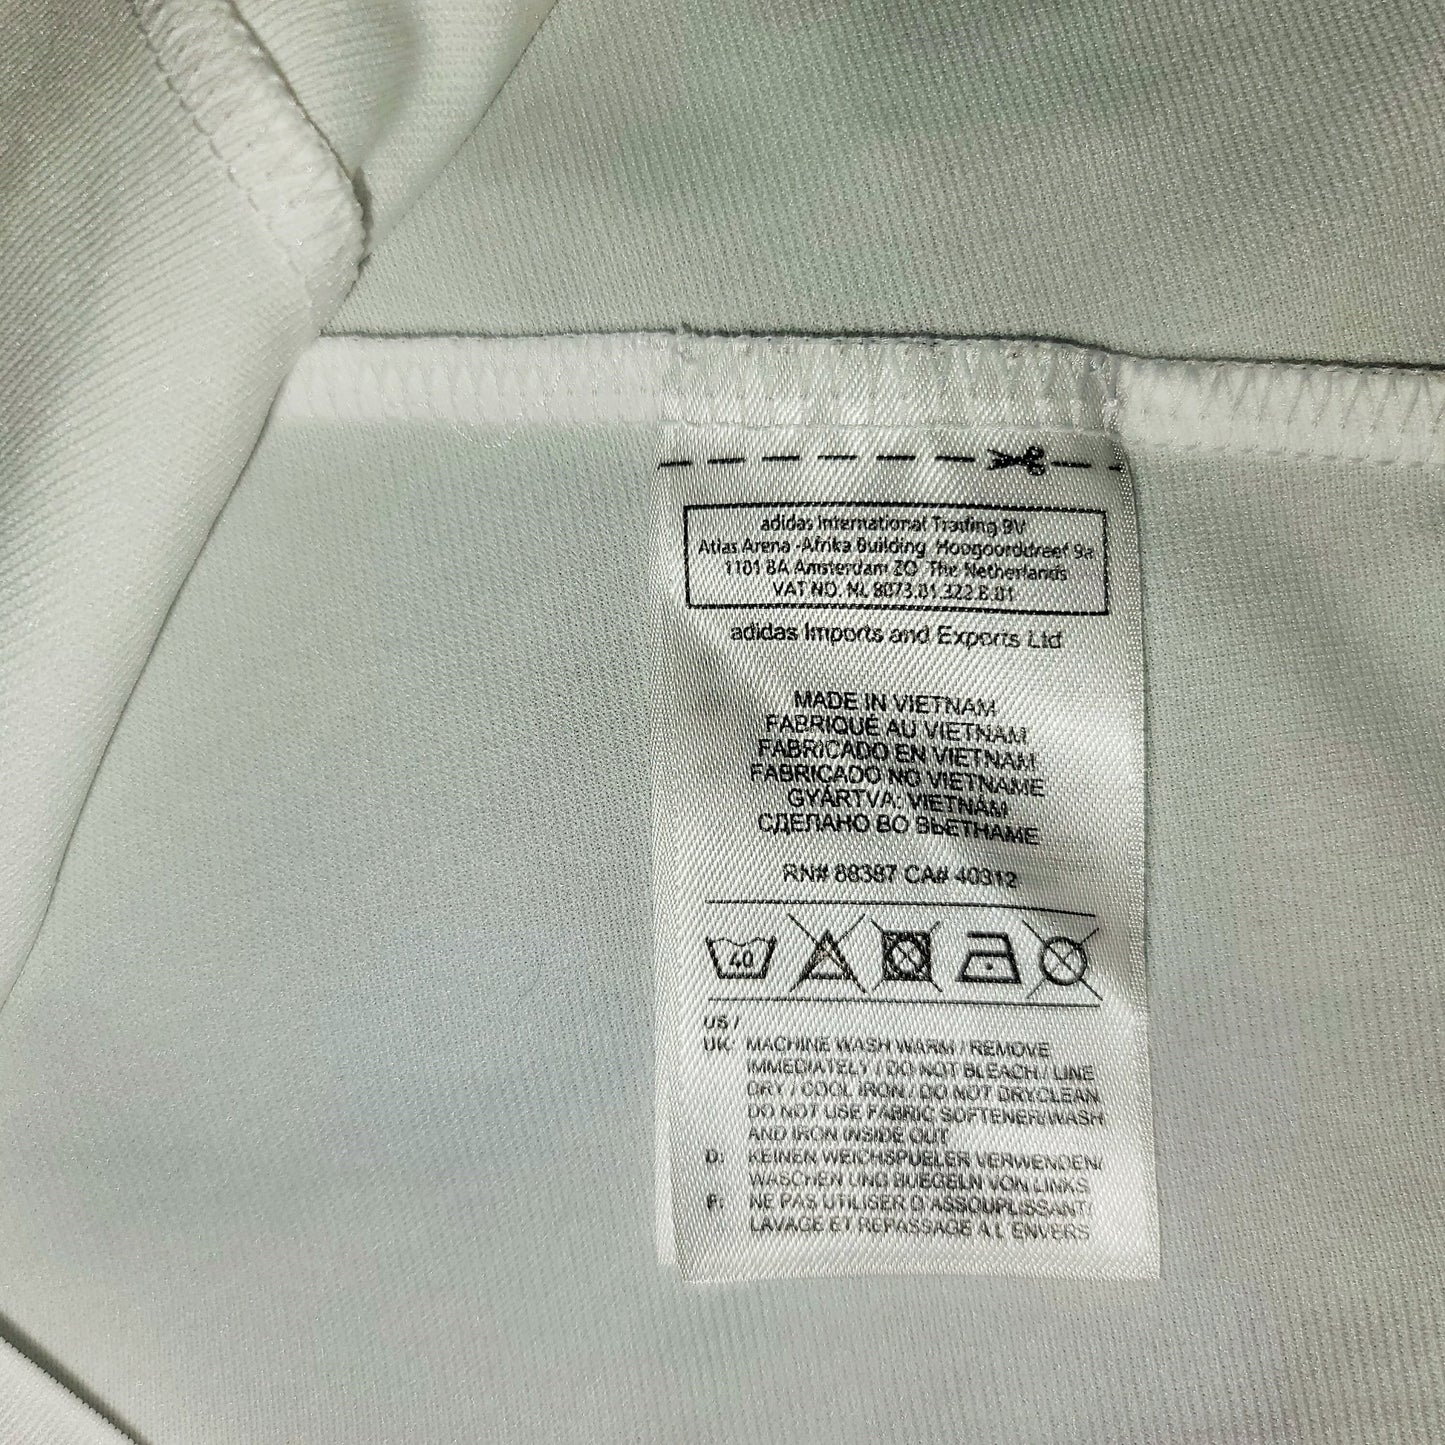 adidas International Trading BV
Atlas Arena -Afrika Building Hoogoorddreef 9a
1101 BA Amsterdam ZO The Netherlands
VAT NO. NL 8073.01.322.B.01
adidas Imports and Exports Ltd
MADE IN VIETNAM
FABRIQUÉ AU VIETNAM
FABRICADO EN VIETNAM
FABRICADO NO VIETNAME
GYÁRTVA: VIETNAM
СДЕЛАНО ВО ВЬЕТНАМЕ
RN# 88387 CA# 40312
40
US /
UK: MACHINE WASH WARM / REMOVE
IMMEDIATELY / DO NOT BLEACH / LINE
DRY / COOL IRON / DO NOT DRYCLEAN
DO NOT USE FABRIC SOFTENER/WASH
AND IRON INSIDE OUT
D: KEINEN WEICHSPUELER VERWENDEN/
WASCHEN UND BUEGELN VON LINKS
F: NE PAS UTILISER D'ASSOUPLISSANT/
LAVAGE ET REPASSAGE A L'ENVERS